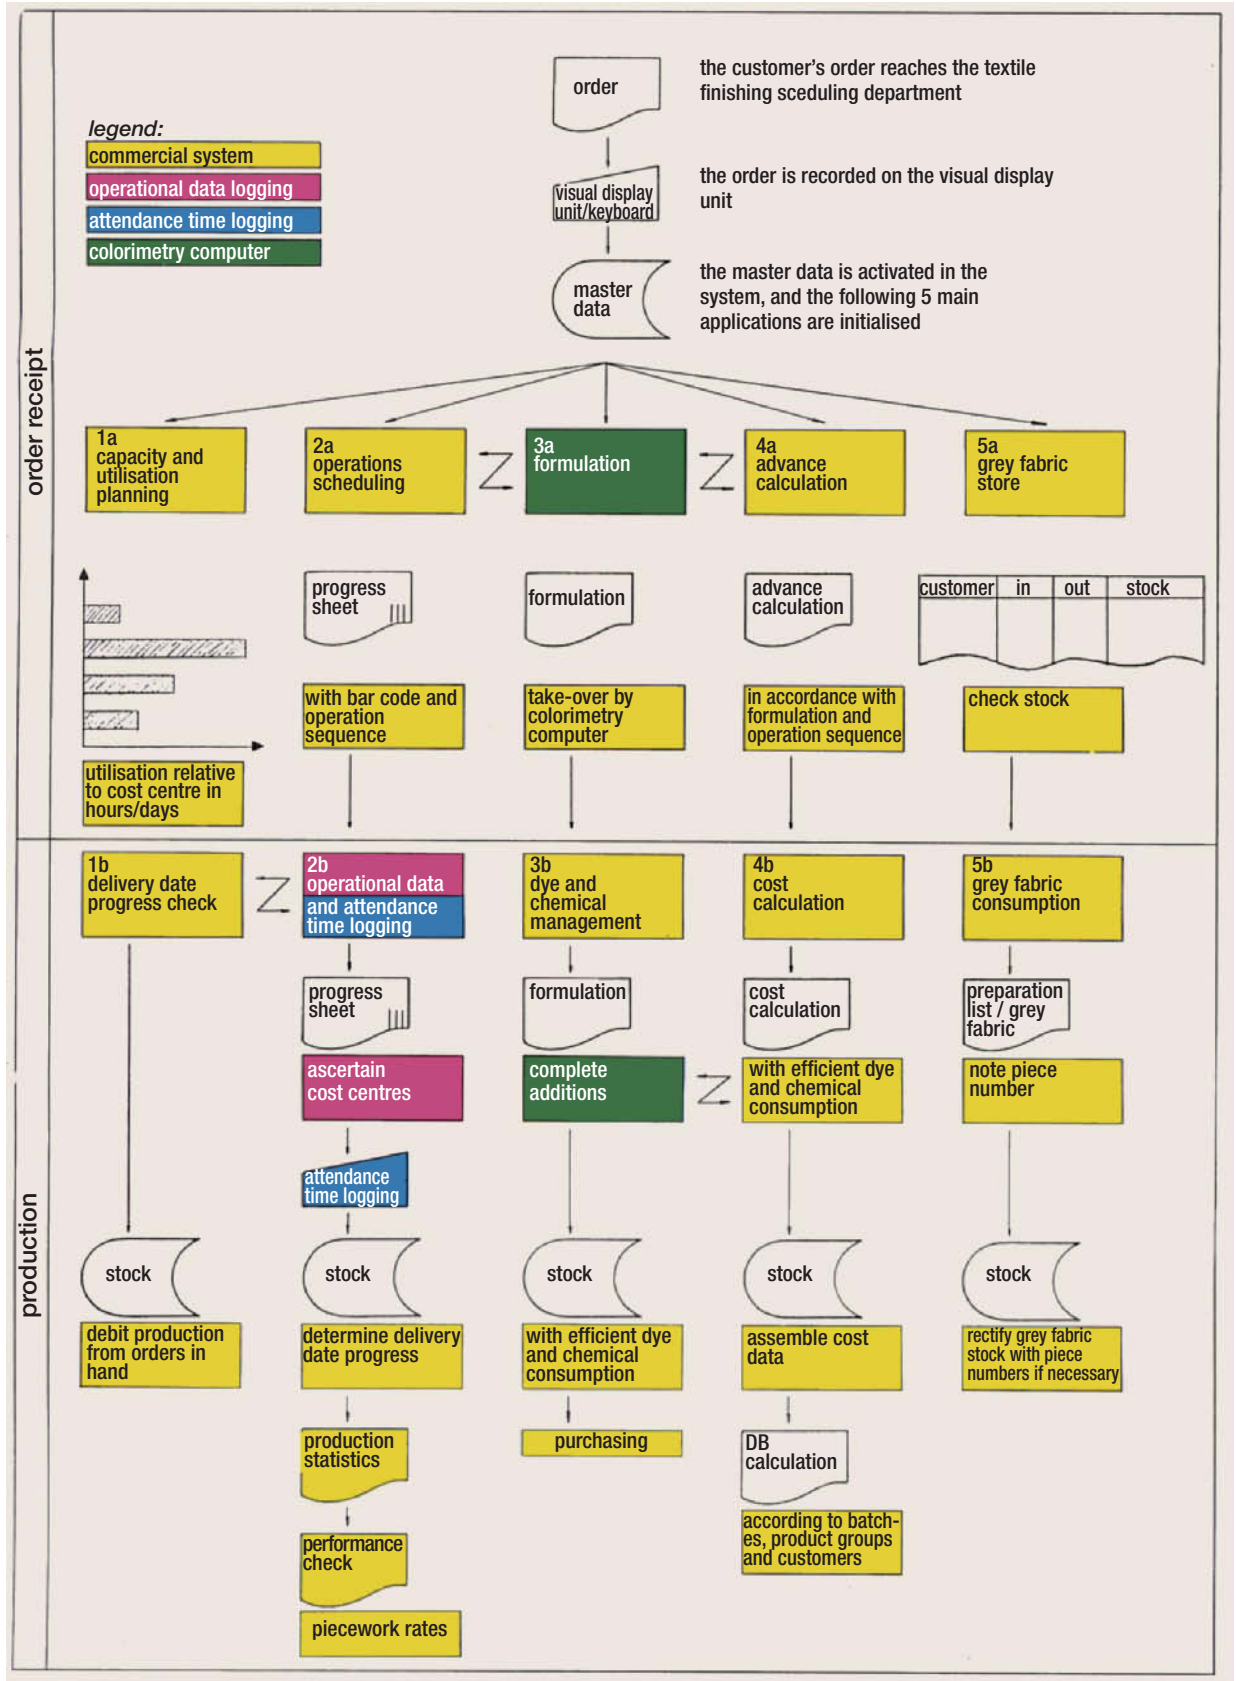 order
the customer's order reaches the textile
finishing sceduling department
legend:
commercial system
operational data logging
attendance time logging
colorimetry computer
visual display
unit/keyboard
the order is recorded on the visual display
unit
master
data
the master data is activated in the
system, and the following 5 main
applications are initialised
order receipt
1a
capacity and
utilisation
planning
2a
operations
scheduling
3a
formulation
4a
advance
calculation
5a
grey fabric
store
progress
sheet
formulation
advance
calculation
customer in out stock
with bar code and
operation
sequence
take-over by
colorimetry
computer
in accordance with
formulation and
operation sequence
check stock
utilisation relative
to cost centre in
hours/days
production
1b
delivery date
progress check
2b
operational data
and attendance
time logging
3b
dye and
chemical
management
4b
cost
calculation
5b
grey fabric
consumption
progress
sheet
formulation
cost
calculation
preparation
list / grey
fabric
ascertain
cost centres
complete
additions
with efficient dye
and chemical
consumption
note piece
number
attendance
time logging
stock
stock
stock
stock
stock
debit production
from orders in
hand
determine delivery
date progress
with efficient dye
and chemical
consumption
assemble cost
data
rectify grey fabric
stock with piece
numbers if necessary
production
statistics
purchasing
DB
calculation
performance
check
according to batch-
es, product groups
and customers
piecework rates